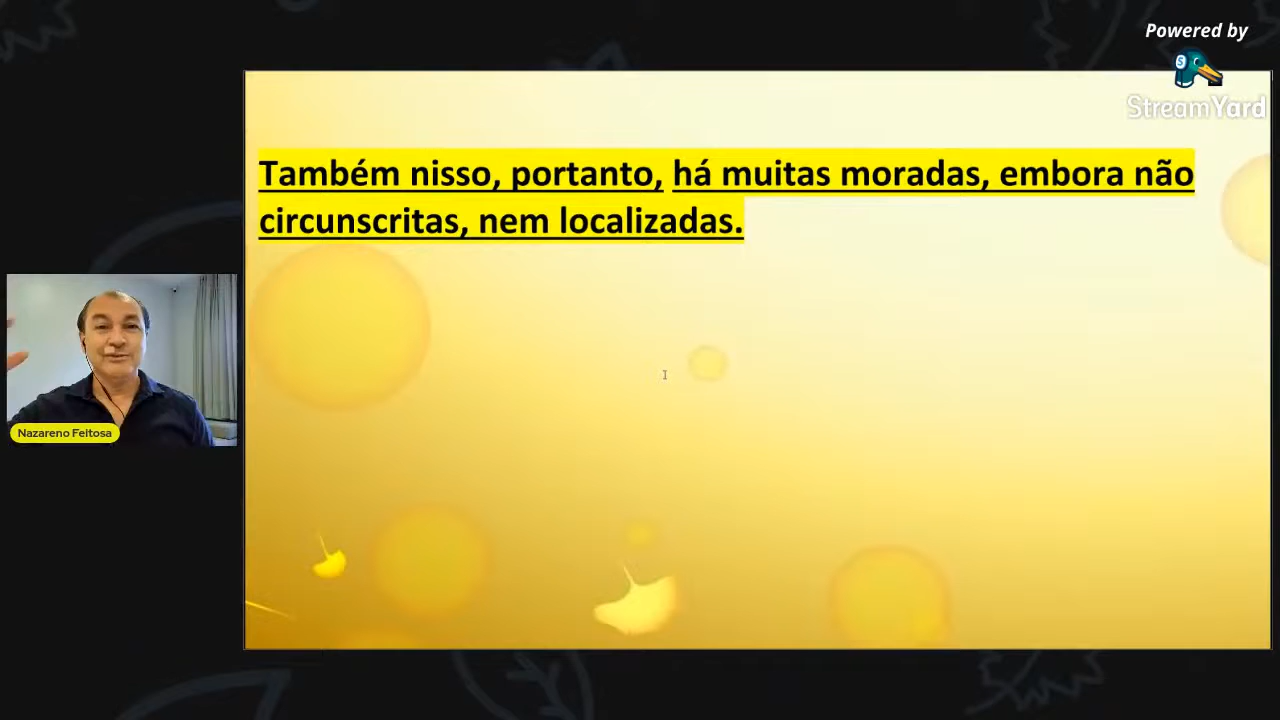 Powered by
StreamYard
Também nisso, portanto, há muitas moradas, embora não
circunscritas, nem localizadas.
Nazareno Feitosa